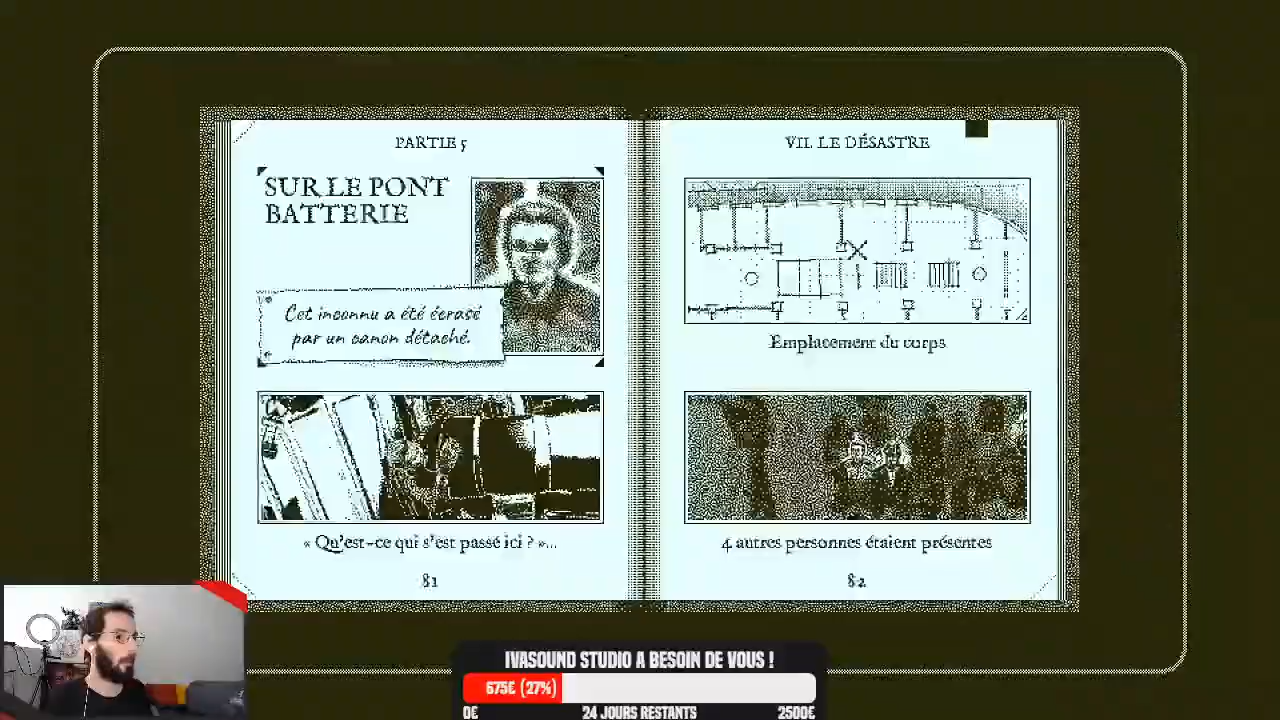 PARTIE 5
SUR LE PONT
BATTERIE
Cet inconnu a été écrasé
par un canon détaché.
« Qu'est-ce qui s'est passé ici ? »...
81
VII. LE DÉSASTRE
Emplacement du corps
4 autres personnes étaient présentes
82
IVASOUND STUDIO A BESOIN DE VOUS !
675€ (27%)
0€ 24 JOURS RESTANTS 2500€